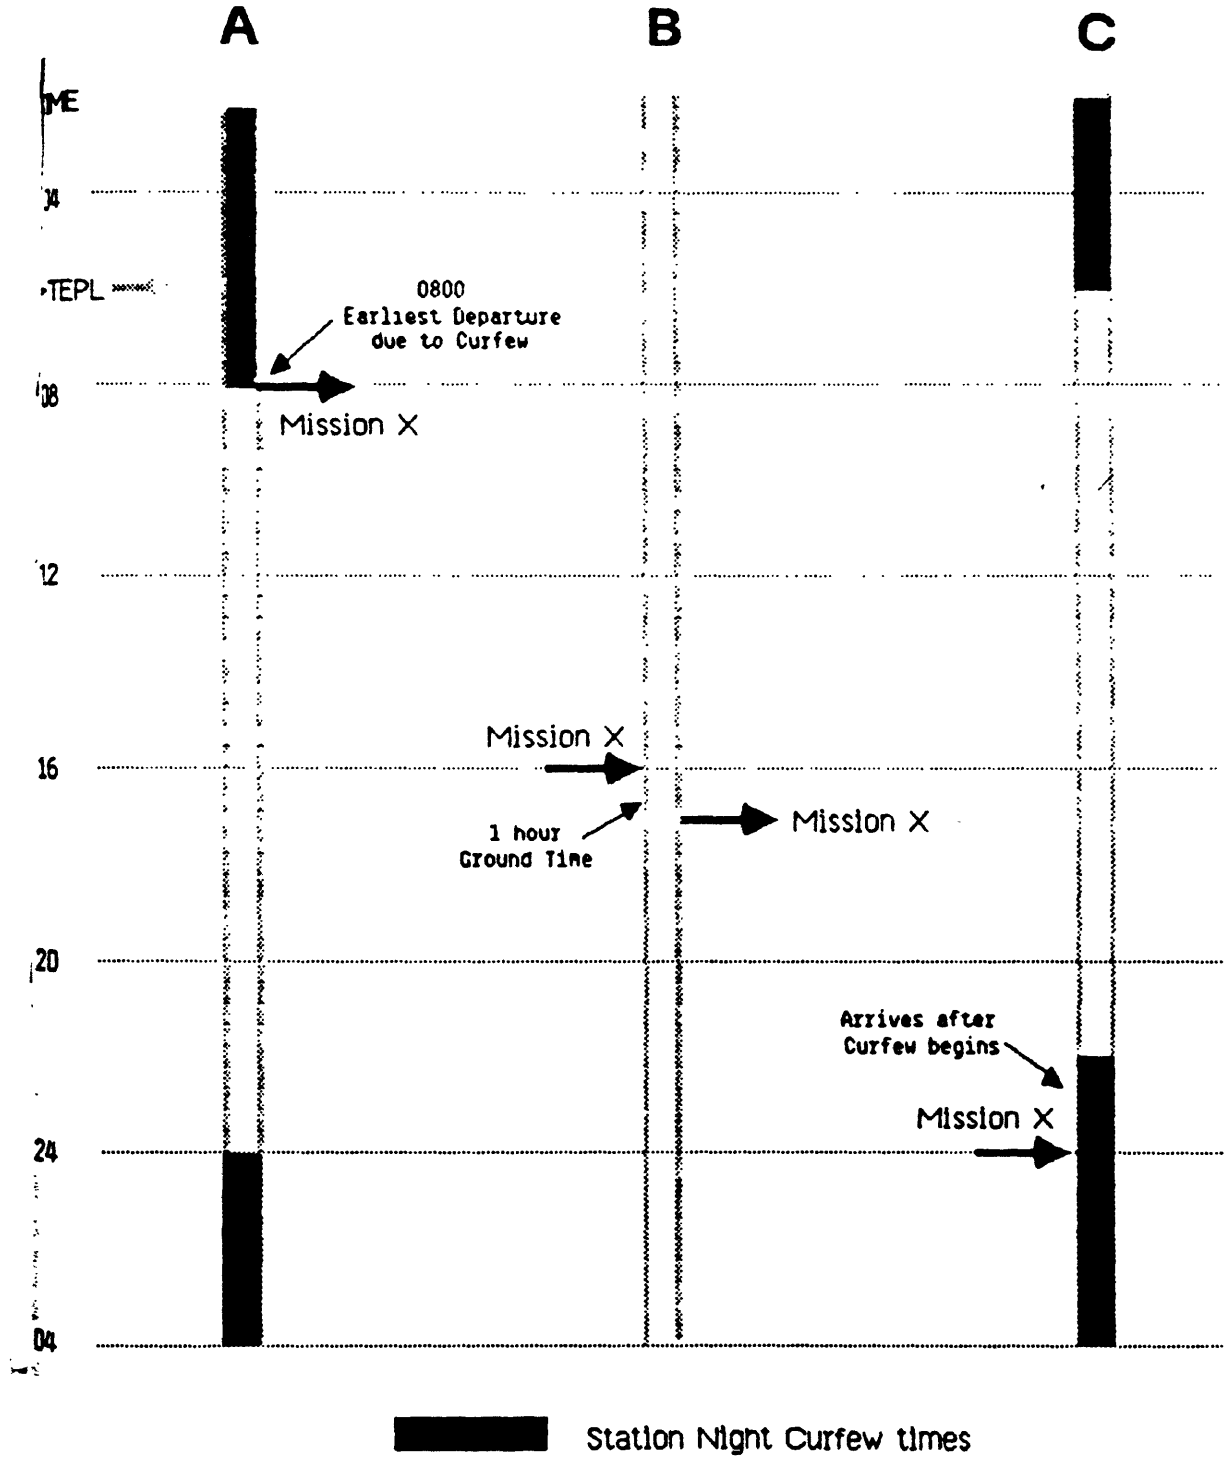 A B C
04
TEPL
0800
Earliest Departure
due to Curfew
08
Mission X
12
Mission X
16
Mission X
1 hour
Ground Time
20
Arrives after
Curfew begins
Mission X
24
04
Station Night Curfew times